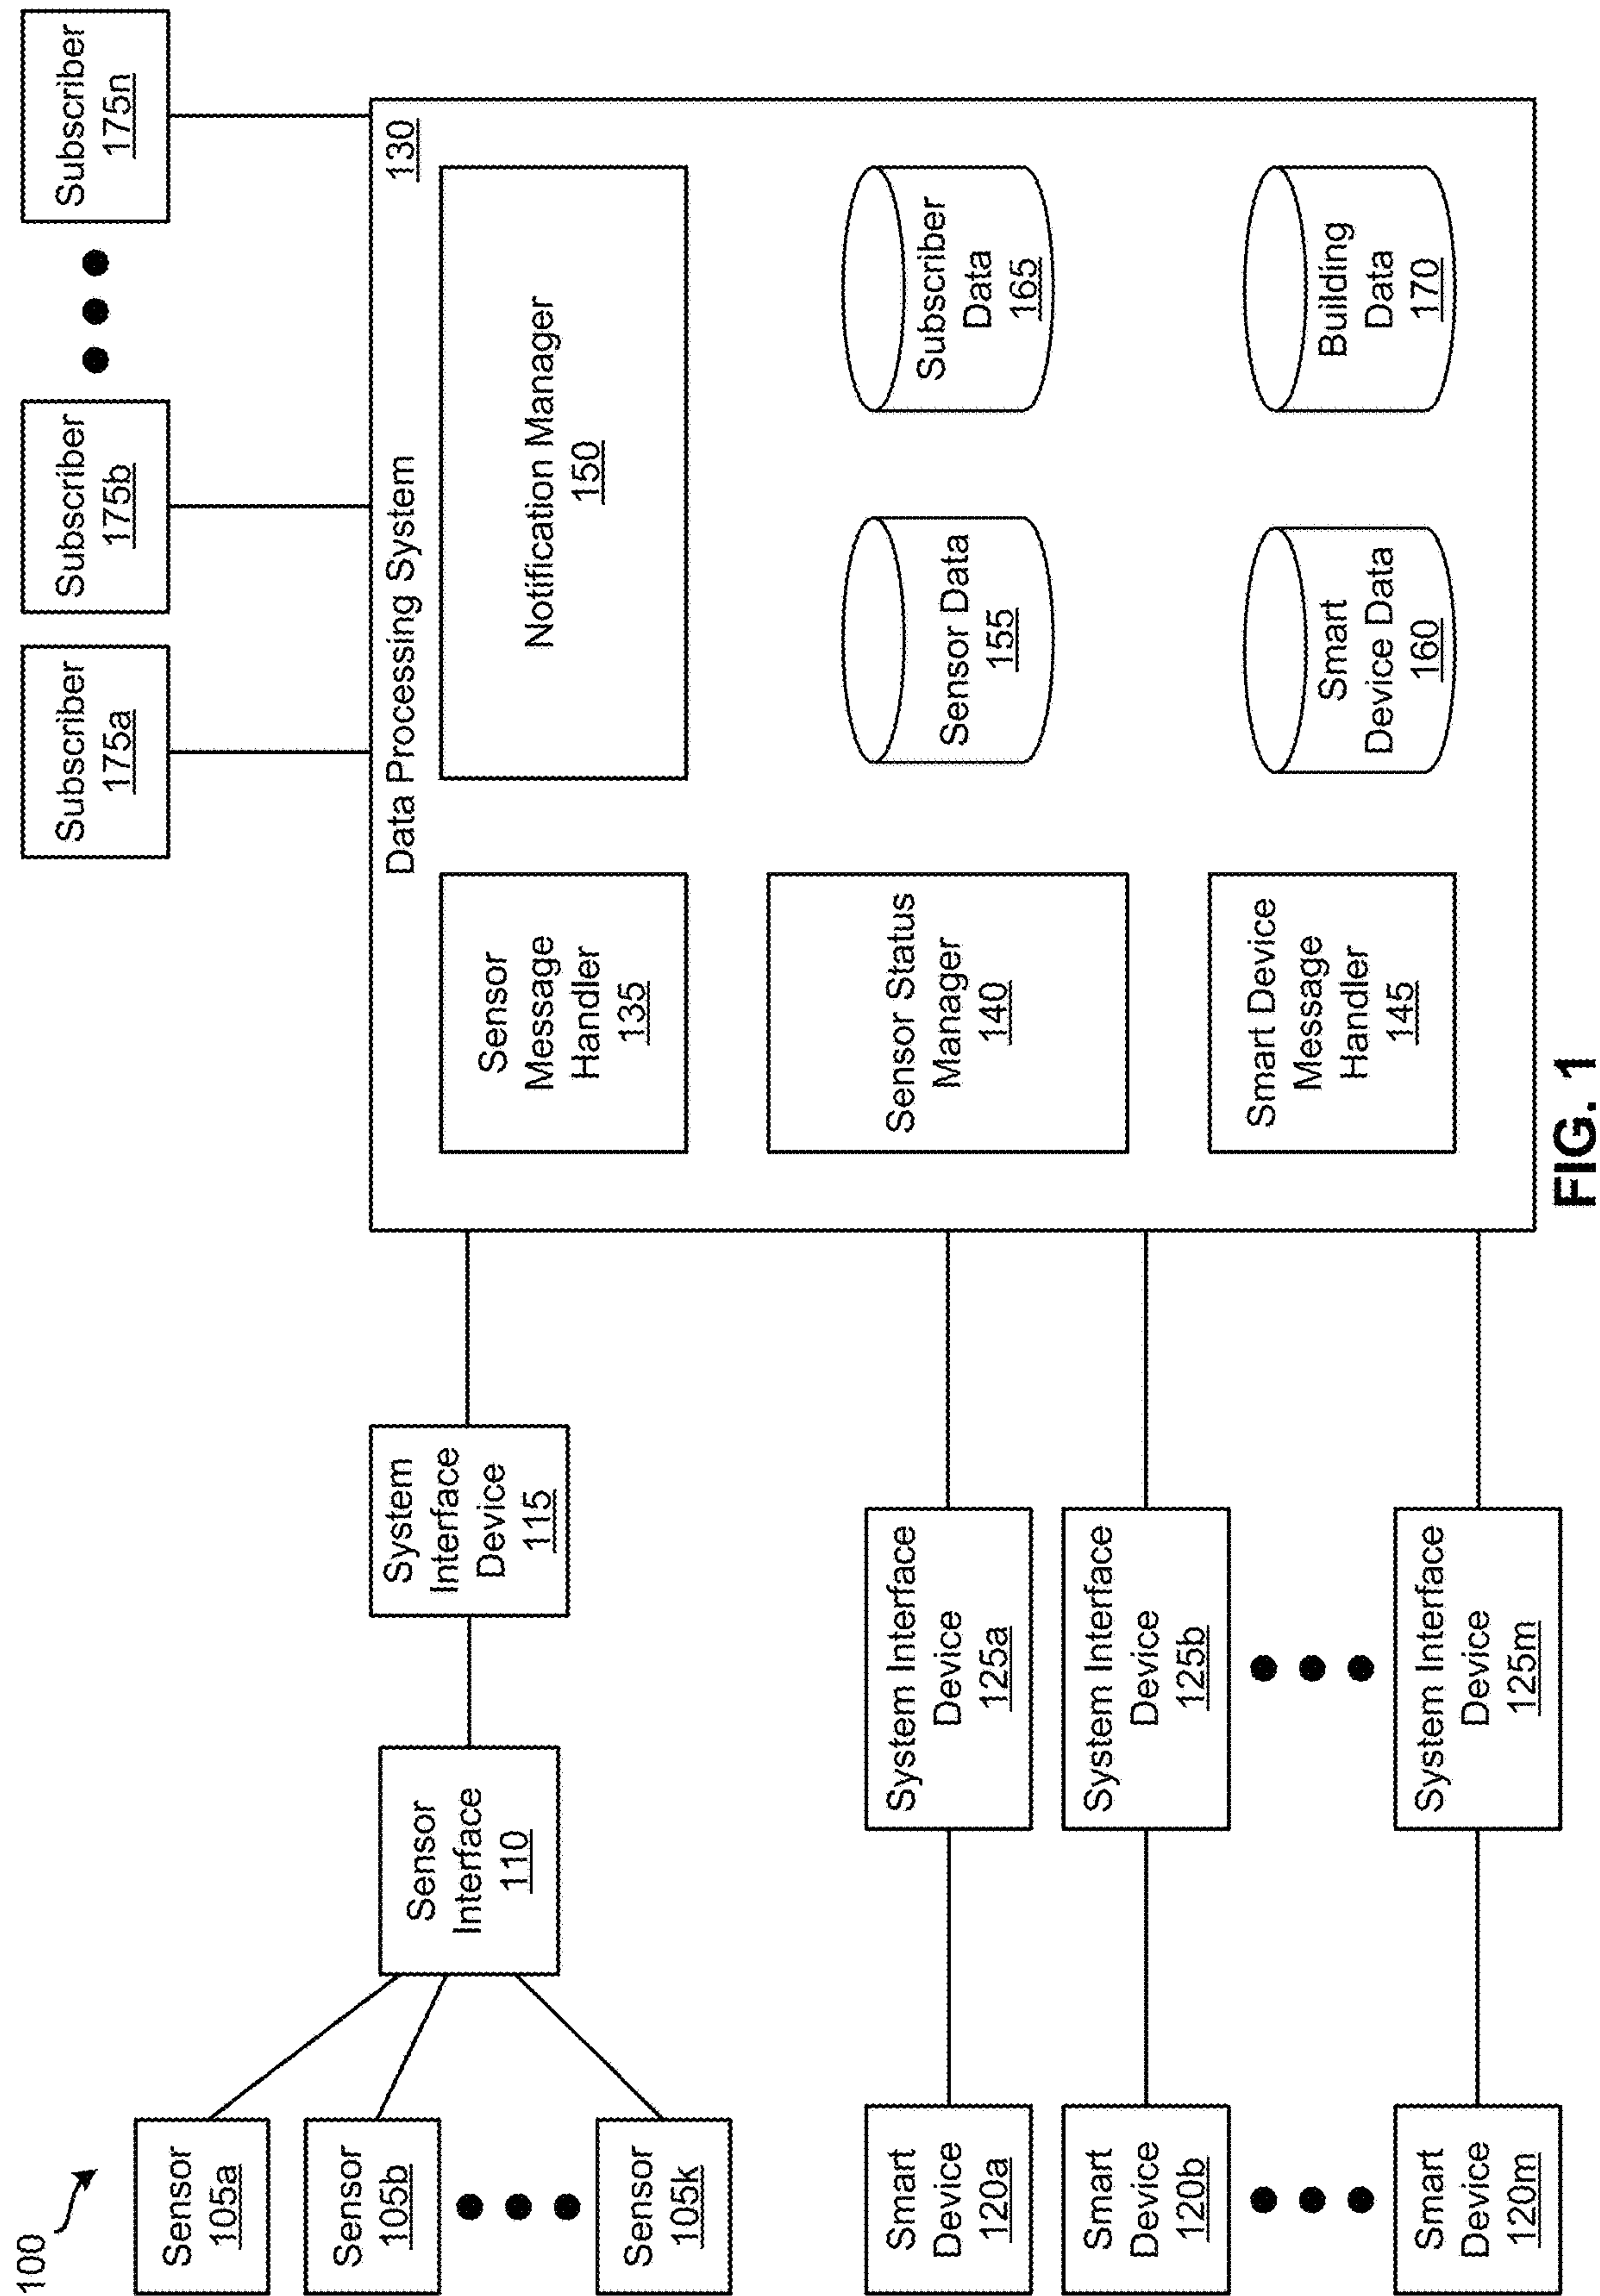 100
Sensor
105a
Sensor
105b
Sensor
105k
Sensor
Interface
110
System
Interface
Device
115
Smart
Device
120a
Smart
Device
120b
Smart
Device
120m
System Interface
Device
125a
System Interface
Device
125b
System Interface
Device
125m
Subscriber
175a
Subscriber
175b
Subscriber
175n
Data Processing System
130
Sensor
Message
Handler
135
Notification Manager
150
Sensor Status
Manager
140
Sensor Data
155
Subscriber
Data
165
Smart Device
Message
Handler
145
Smart
Device Data
160
Building
Data
170
FIG. 1